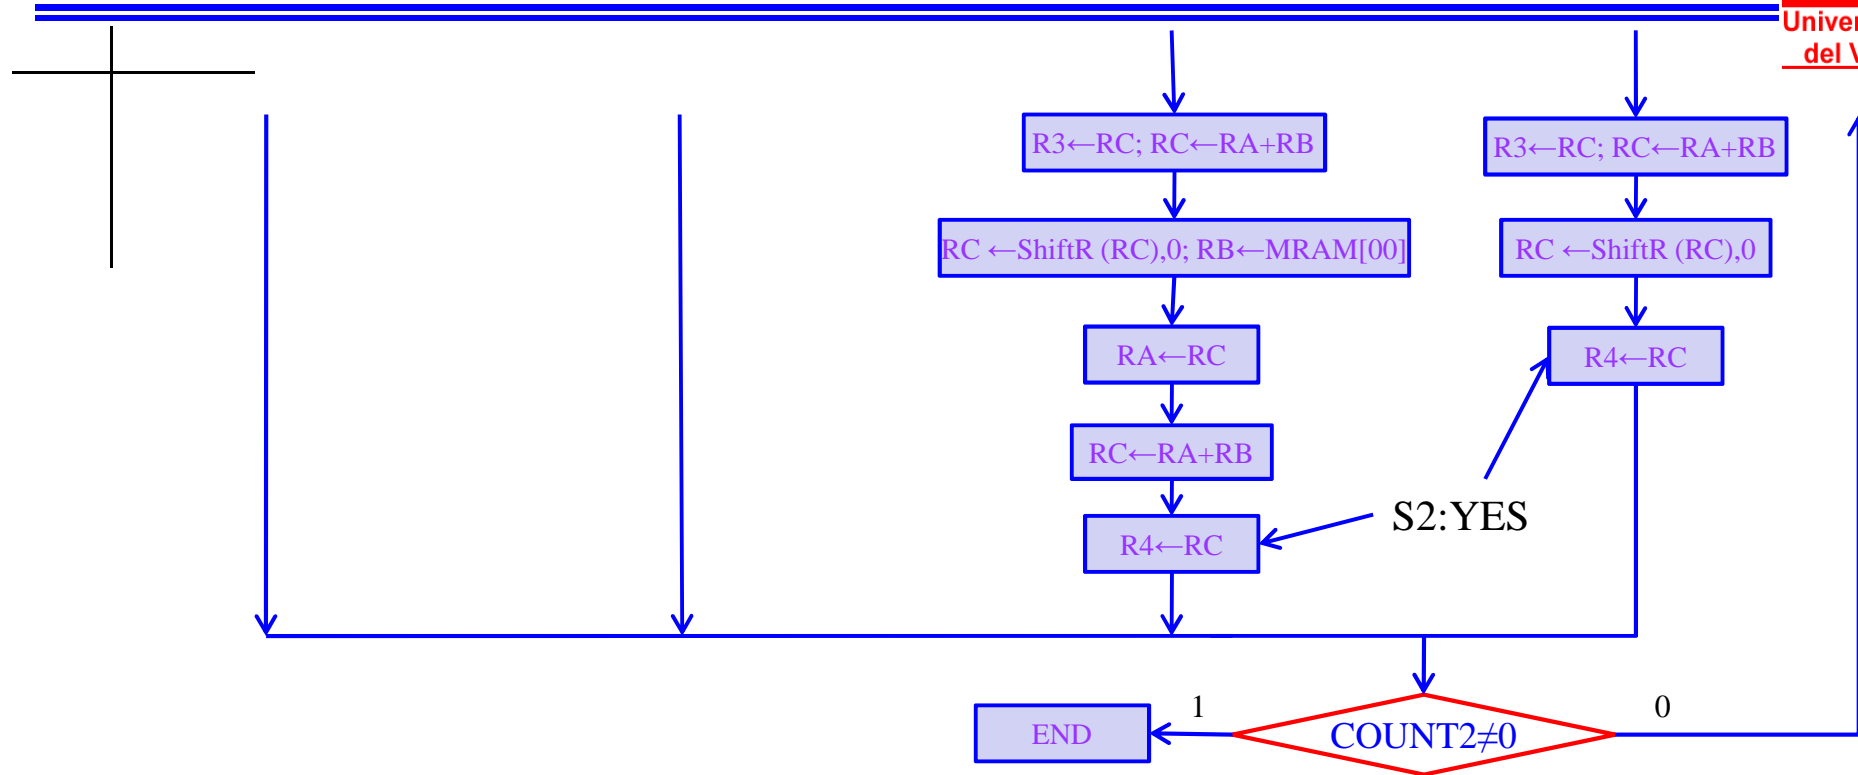 del
R3←RC; RC←RA+RB
R3←RC; RC←RA+RB
RC ←ShiftR (RC),0; RB←MRAM[00]
RC ←ShiftR (RC),0
RA←RC
R4←RC
RC←RA+RB
S2:YES
R4←RC
1
0
END
COUNT2≠0